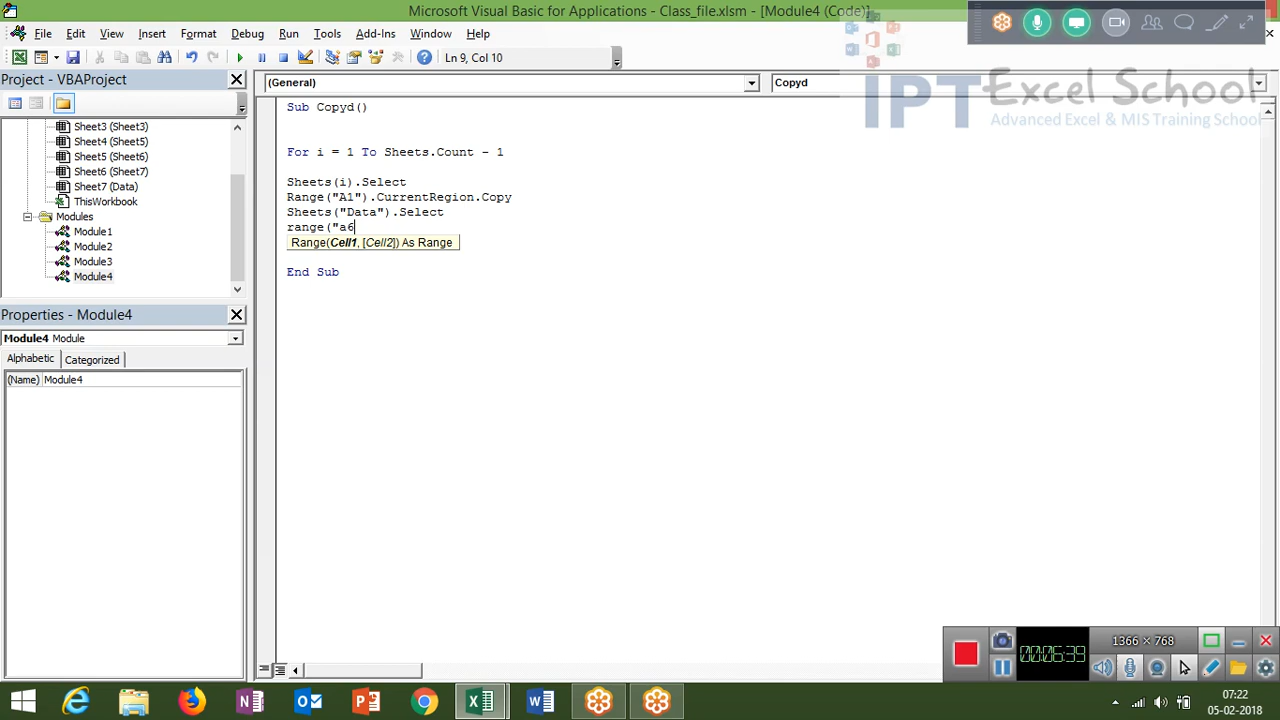 Microsoft Visual Basic for Applications - Class_file.xlsm - [Module4 (Code)]
File Edit View Insert Format Debug Run Tools Add-Ins Window Help
Ln 9, Col 10
Project - VBAProject
(General)
Copyd
IPT Excel School
Advanced Excel & MIS Training School
Sheet3 (Sheet3)
Sheet4 (Sheet5)
Sheet5 (Sheet6)
Sheet6 (Sheet7)
Sheet7 (Data)
ThisWorkbook
Modules
Module1
Module2
Module3
Module4
Sub Copyd()
For i = 1 To Sheets.Count - 1
Sheets(i).Select
Range("A1").CurrentRegion.Copy
Sheets("Data").Select
range("a6
Range(Cell1, [Cell2]) As Range
End Sub
Properties - Module4
Module4 Module
Alphabetic Categorized
(Name) Module4
00:06:39
1366 × 768
07:22
05-02-2018